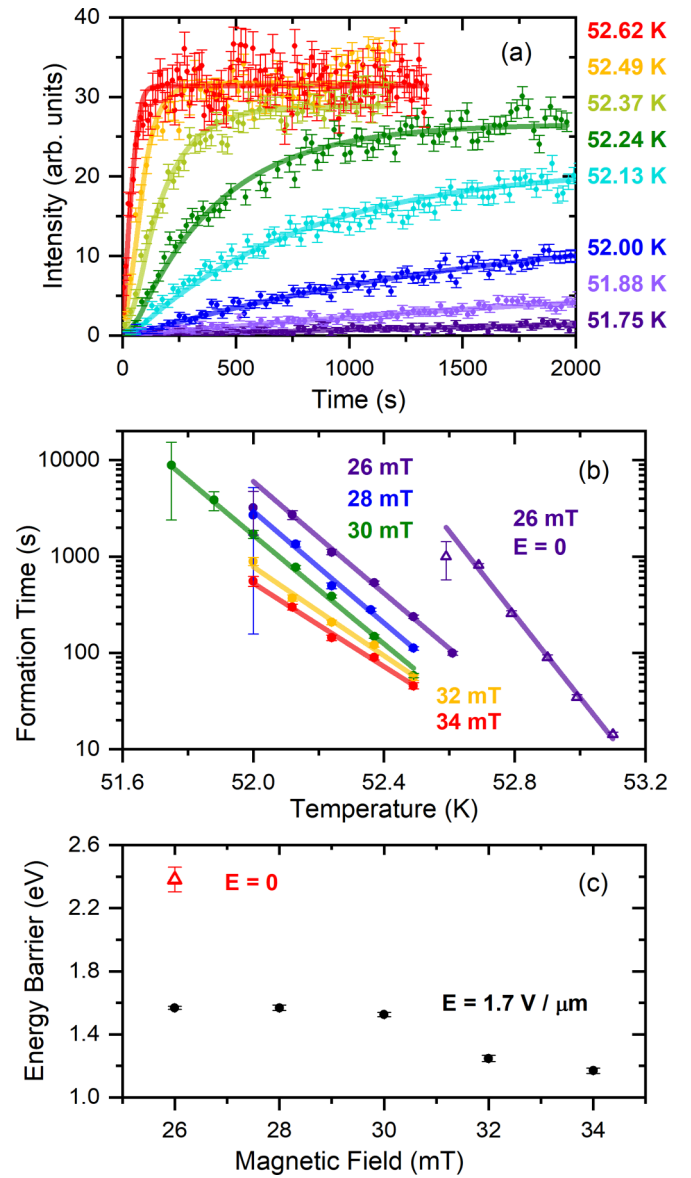 40
30
20
10
0
Intensity (arb. units)
(a)
52.62 K
52.49 K
52.37 K
52.24 K
52.13 K
52.00 K
51.88 K
51.75 K
0 500 1000 1500 2000
Time (s)
10000
1000
100
10
Formation Time (s)
(b)
26 mT
28 mT
30 mT
26 mT
E = 0
32 mT
34 mT
51.6 52.0 52.4 52.8 53.2
Temperature (K)
2.6
2.2
1.8
1.4
1.0
Energy Barrier (eV)
E = 0
(c)
E = 1.7 V / μm
26 28 30 32 34
Magnetic Field (mT)